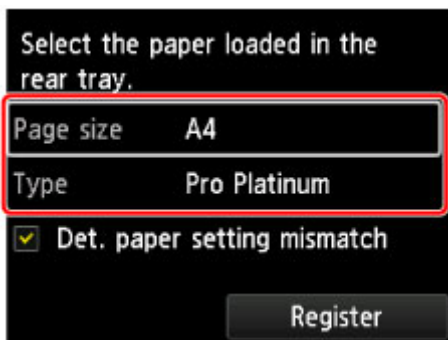 Select the paper loaded in the
rear tray.
Page size A4
Type Pro Platinum
Det. paper setting mismatch
Register